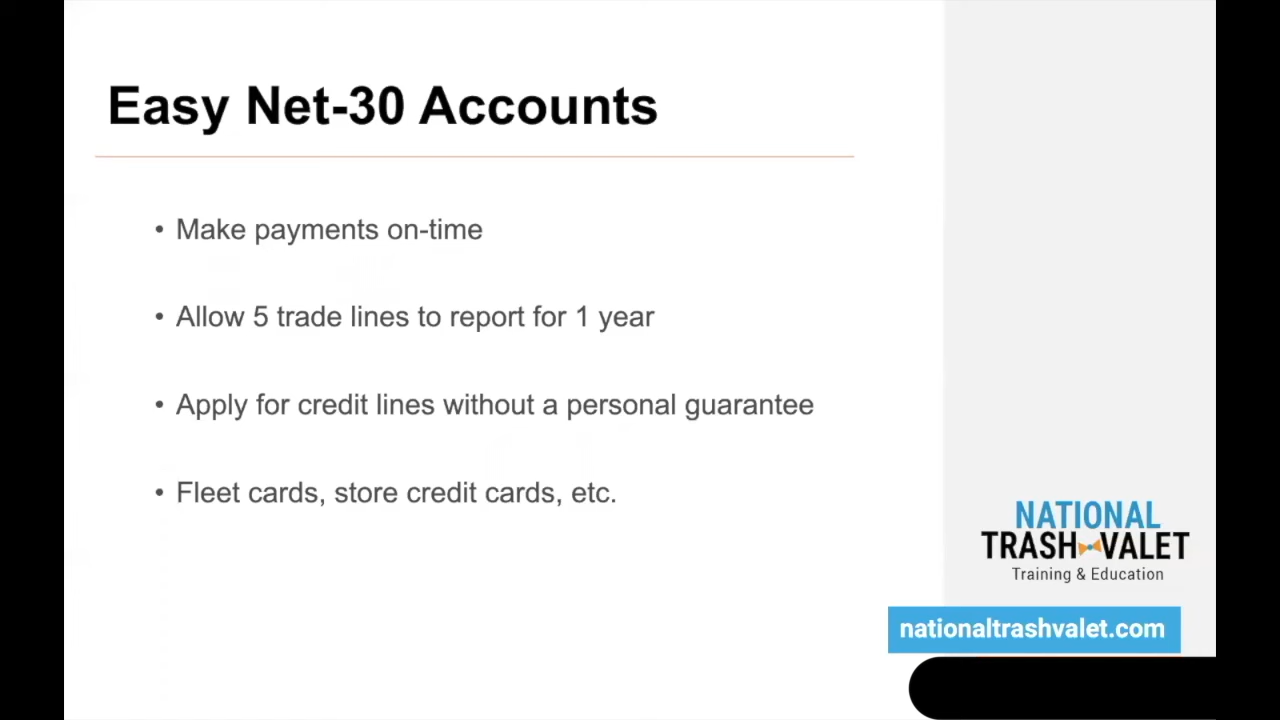 Easy Net-30 Accounts
• Make payments on-time
• Allow 5 trade lines to report for 1 year
• Apply for credit lines without a personal guarantee
• Fleet cards, store credit cards, etc.
NATIONAL
TRASH VALET
Training & Education
nationaltrashvalet.com